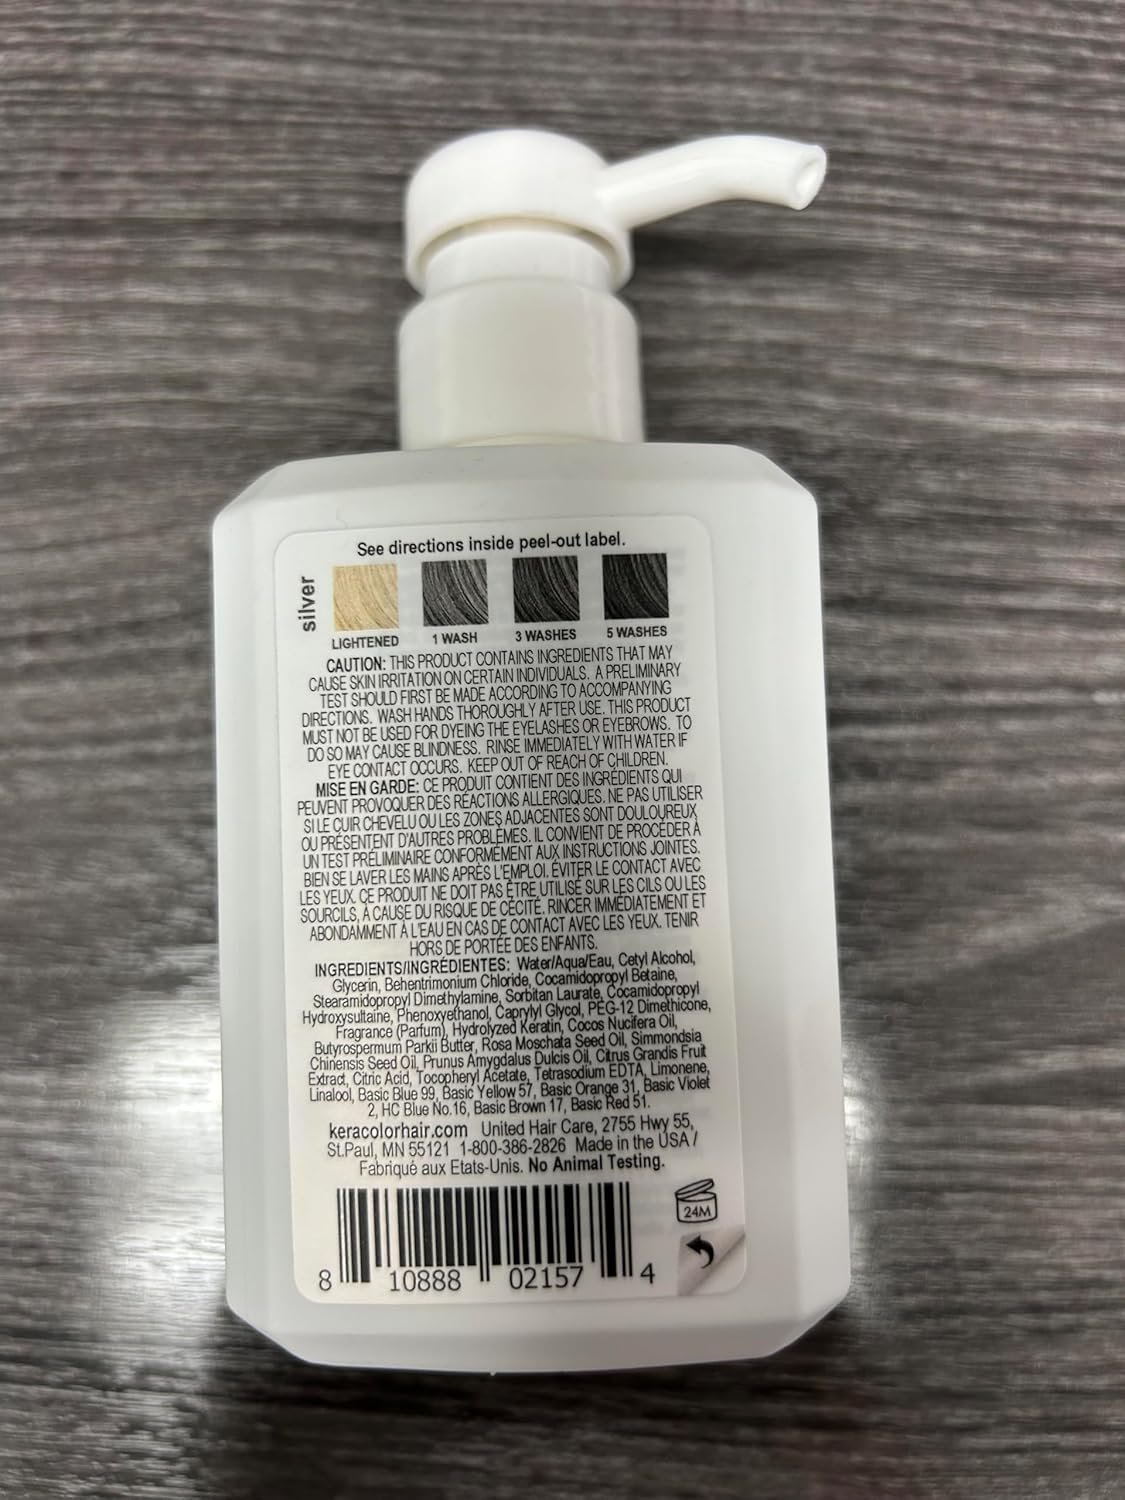 See directions inside peel-out label.
silver
LIGHTENED
1 WASH
3 WASHES
5 WASHES
CAUTION: THIS PRODUCT CONTAINS INGREDIENTS THAT MAY
CAUSE SKIN IRRITATION ON CERTAIN INDIVIDUALS. A PRELIMINARY
TEST SHOULD FIRST BE MADE ACCORDING TO ACCOMPANYING
DIRECTIONS. WASH HANDS THOROUGHLY AFTER USE. THIS PRODUCT
MUST NOT BE USED FOR DYEING THE EYELASHES OR EYEBROWS. TO
DO SO MAY CAUSE BLINDNESS. RINSE IMMEDIATELY WITH WATER IF
EYE CONTACT OCCURS. KEEP OUT OF REACH OF CHILDREN.
MISE EN GARDE: CE PRODUIT CONTIENT DES INGRÉDIENTS QUI
PEUVENT PROVOQUER DES RÉACTIONS ALLERGIQUES. NE PAS UTILISER
SI LE CUIR CHEVELU OU LES ZONES ADJACENTES SONT DOULOUREUX
OU PRÉSENTENT D'AUTRES PROBLÈMES. IL CONVIENT DE PROCÉDER À
UN TEST PRÉLIMINAIRE CONFORMÉMENT AUX INSTRUCTIONS JOINTES.
BIEN SE LAVER LES MAINS APRÈS L'EMPLOI. ÉVITER LE CONTACT AVEC
LES YEUX. CE PRODUIT NE DOIT PAS ÊTRE UTILISÉ SUR LES CILS OU LES
SOURCILS, À CAUSE DU RISQUE DE CÉCITÉ. RINCER IMMÉDIATEMENT ET
ABONDAMMENT À L'EAU EN CAS DE CONTACT AVEC LES YEUX. TENIR
HORS DE PORTÉE DES ENFANTS.
INGREDIENTS/INGRÉDIENTES: Water/Aqua/Eau, Cetyl Alcohol,
Glycerin, Behentrimonium Chloride, Cocamidopropyl Betaine,
Stearamidopropyl Dimethylamine, Sorbitan Laurate, Cocamidopropyl
Hydroxysultaine, Phenoxyethanol, Caprylyl Glycol, PEG-12 Dimethicone,
Fragrance (Parfum), Hydrolyzed Keratin, Cocos Nucifera Oil,
Butyrospermum Parkii Butter, Rosa Moschata Seed Oil, Simmondsia
Chinensis Seed Oil, Prunus Amygdalus Dulcis Oil, Citrus Grandis Fruit
Extract, Citric Acid, Tocopheryl Acetate, Tetrasodium EDTA, Limonene,
Linalool, Basic Blue 99, Basic Yellow 57, Basic Orange 31, Basic Violet
2, HC Blue No.16, Basic Brown 17, Basic Red 51.
keracolorhair.com United Hair Care, 2755 Hwy 55,
St.Paul, MN 55121 1-800-386-2826 Made in the USA /
Fabriqué aux Etats-Unis. No Animal Testing.
24M
8 10888 02157 4